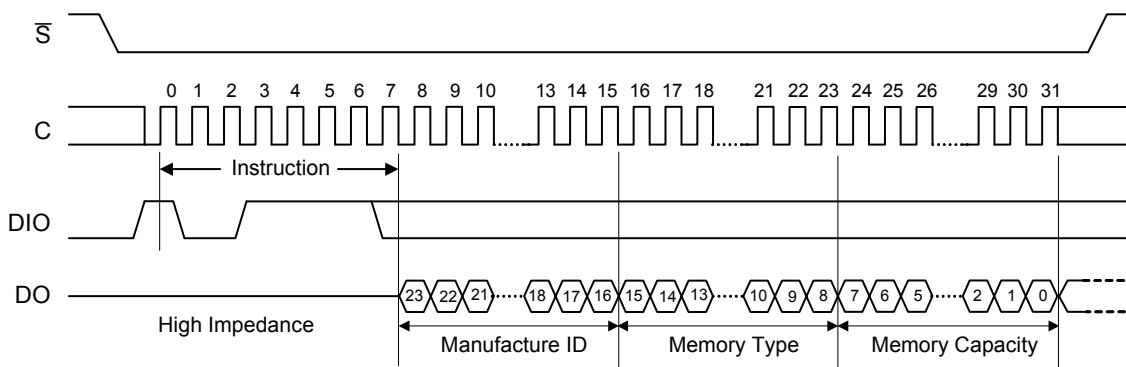 S
0 1 2 3 4 5 6 7 8 9 10 13 14 15 16 17 18 21 22 23 24 25 26 29 30 31
C
Instruction
DIO
DO
23 22 21 18 17 16 15 14 13 10 9 8 7 6 5 2 1 0
High Impedance
Manufacture ID
Memory Type
Memory Capacity